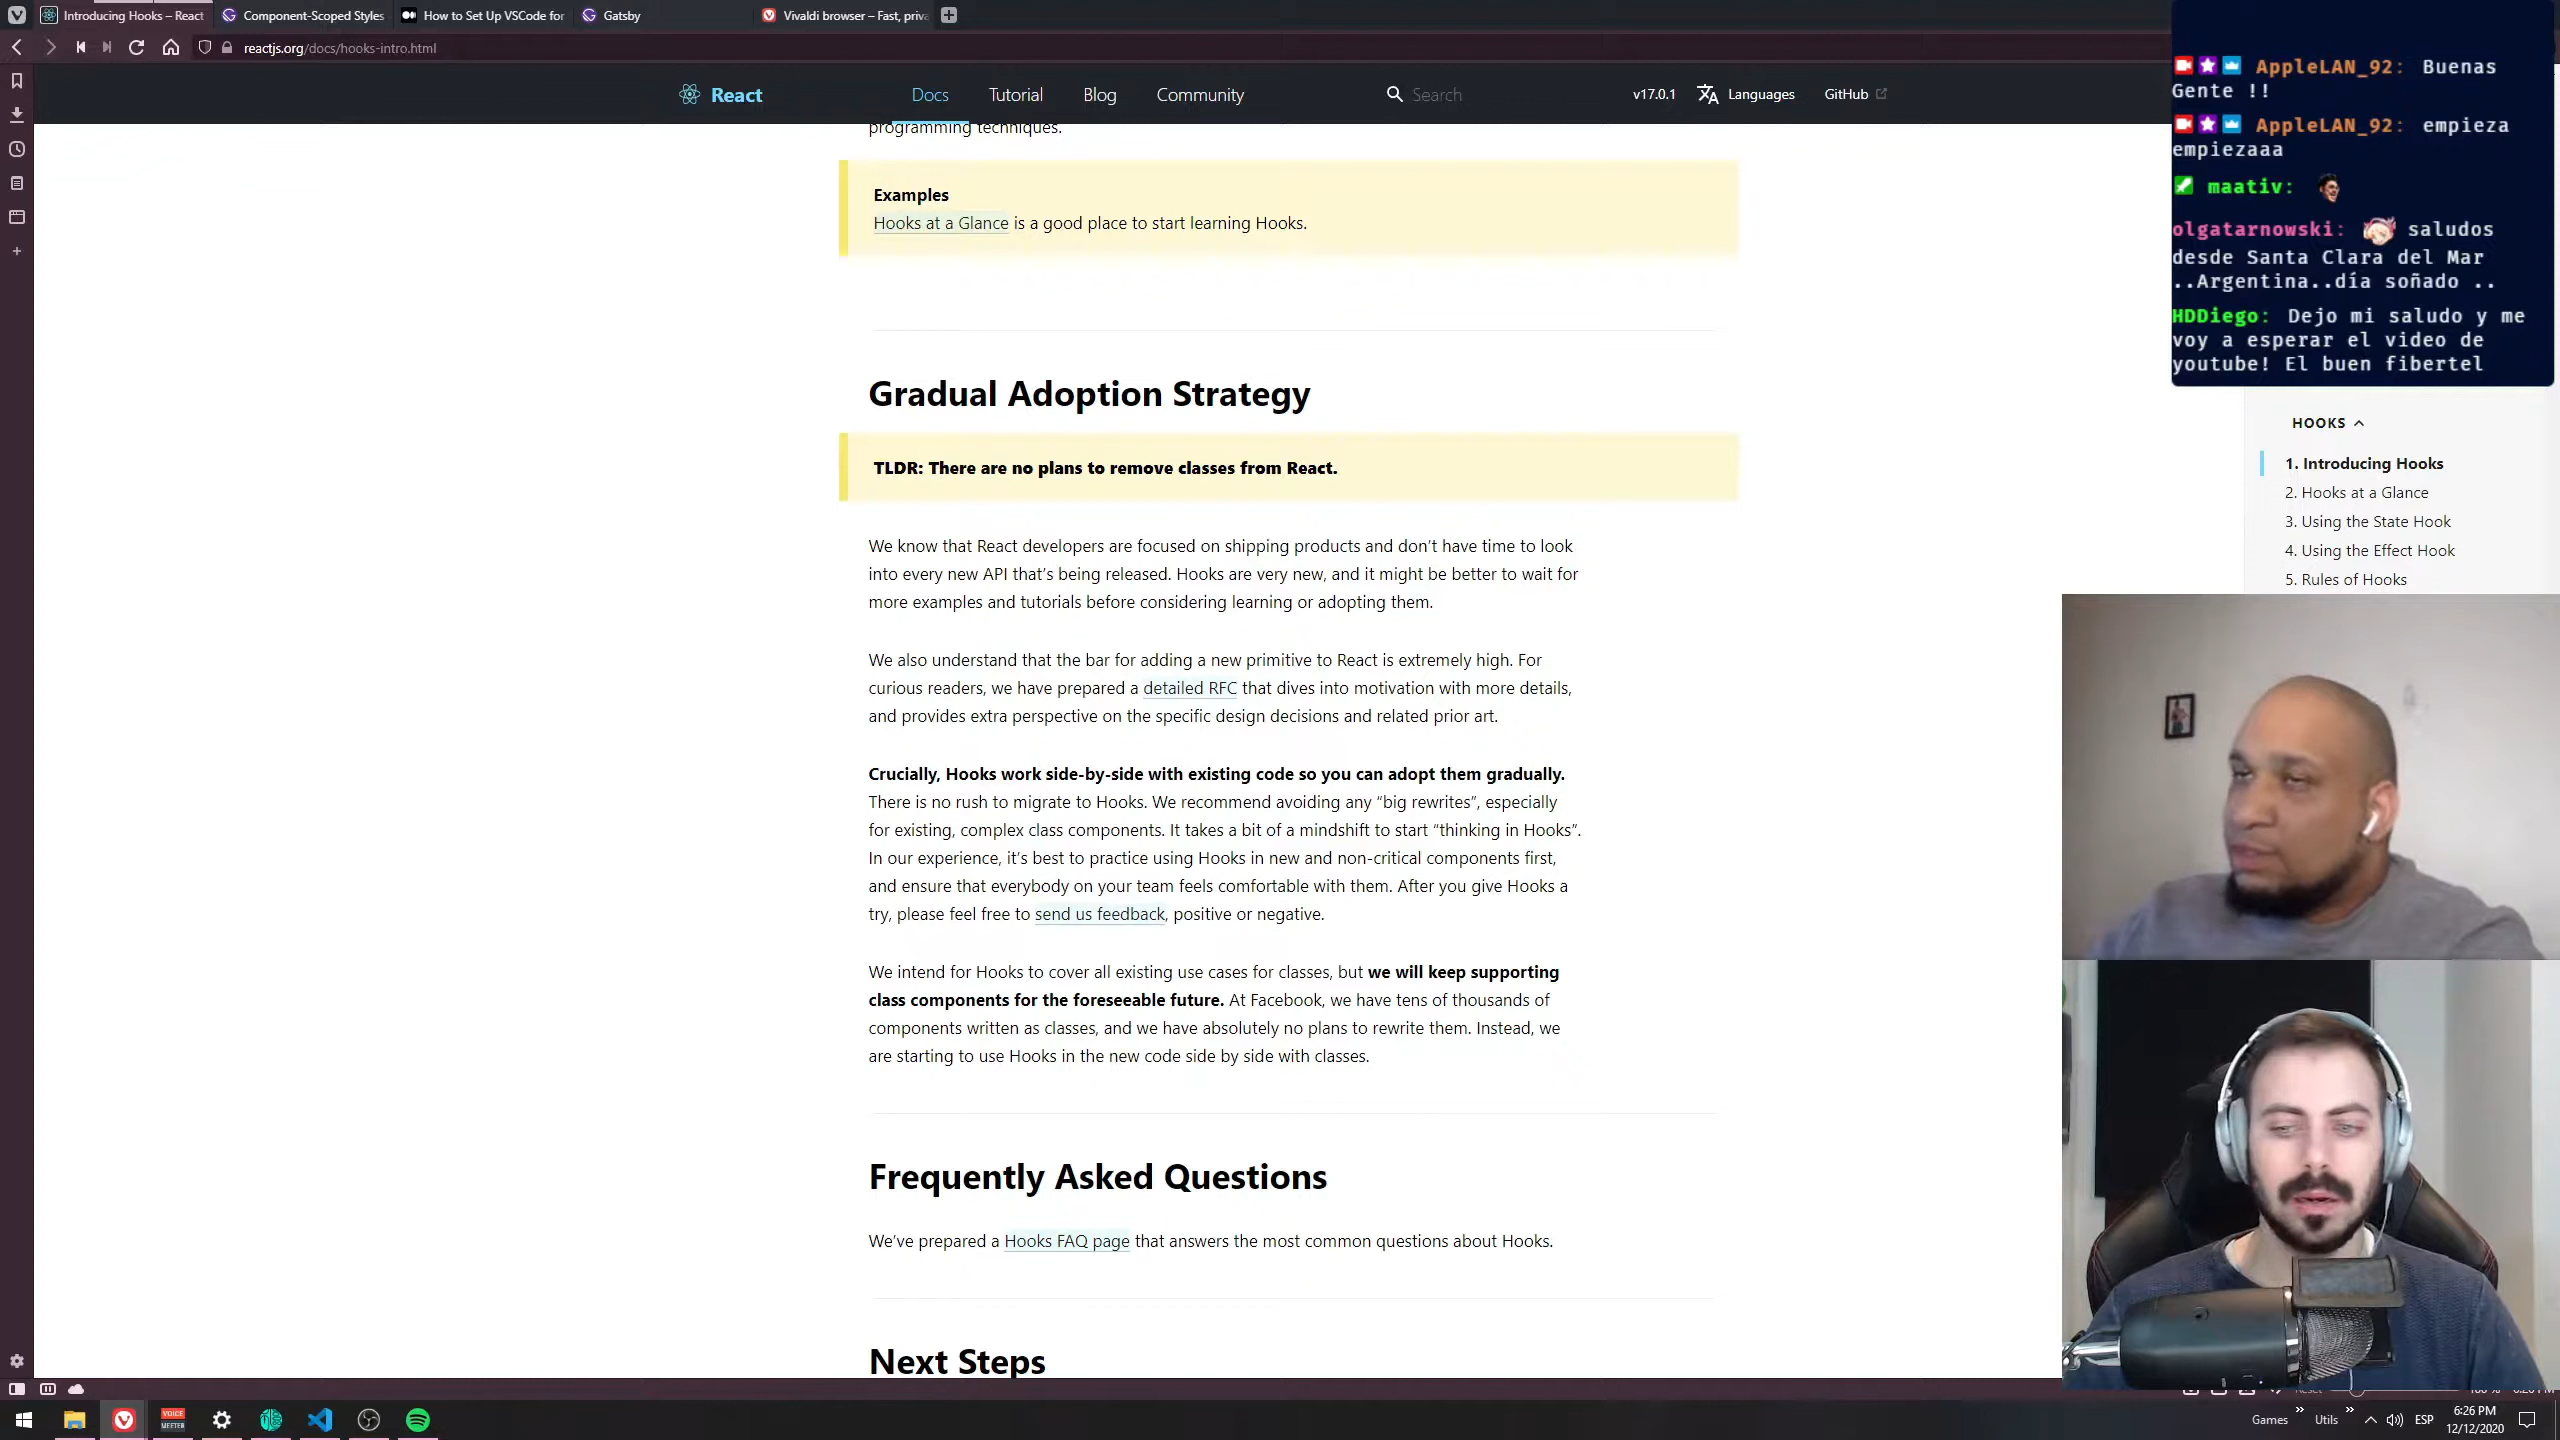 Introducing Hooks – React
Component-Scoped Styles
How to Set Up VSCode for
Gatsby
Vivaldi browser – Fast, priva
reactjs.org/docs/hooks-intro.html
React
Docs
Tutorial
Blog
Community
Search
v17.0.1
Languages
GitHub
programming techniques.
Examples
Hooks at a Glance is a good place to start learning Hooks.
Gradual Adoption Strategy
TLDR: There are no plans to remove classes from React.
We know that React developers are focused on shipping products and don’t have time to look
into every new API that’s being released. Hooks are very new, and it might be better to wait for
more examples and tutorials before considering learning or adopting them.
We also understand that the bar for adding a new primitive to React is extremely high. For
curious readers, we have prepared a detailed RFC that dives into motivation with more details,
and provides extra perspective on the specific design decisions and related prior art.
Crucially, Hooks work side-by-side with existing code so you can adopt them gradually.
There is no rush to migrate to Hooks. We recommend avoiding any “big rewrites”, especially
for existing, complex class components. It takes a bit of a mindshift to start “thinking in Hooks”.
In our experience, it’s best to practice using Hooks in new and non-critical components first,
and ensure that everybody on your team feels comfortable with them. After you give Hooks a
try, please feel free to send us feedback, positive or negative.
We intend for Hooks to cover all existing use cases for classes, but we will keep supporting
class components for the foreseeable future. At Facebook, we have tens of thousands of
components written as classes, and we have absolutely no plans to rewrite them. Instead, we
are starting to use Hooks in the new code side by side with classes.
Frequently Asked Questions
We’ve prepared a Hooks FAQ page that answers the most common questions about Hooks.
Next Steps
AppleLAN_92: Buenas
Gente !!
AppleLAN_92: empieza
empiezaaa
maativ:
olgatarnowski: saludos
desde Santa Clara del Mar
..Argentina..día soñado ..
HDDiego: Dejo mi saludo y me
voy a esperar el video de
youtube! El buen fibertel
HOOKS
1. Introducing Hooks
2. Hooks at a Glance
3. Using the State Hook
4. Using the Effect Hook
5. Rules of Hooks
VOICE
MEETER
Games
Utils
ESP
6:26 PM
12/12/2020